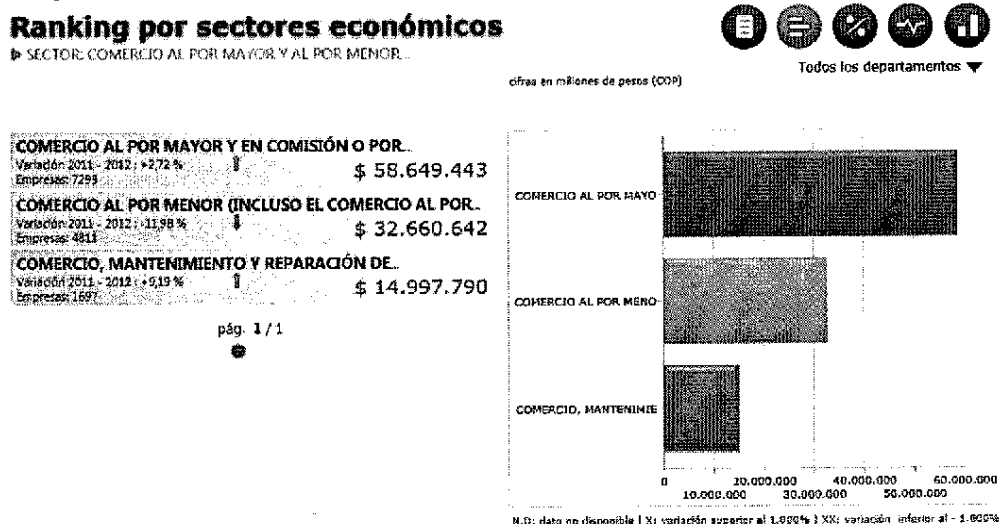 Ranking por sectores económicos
SECTOR: COMERCIO AL POR MAYOR Y AL POR MENOR...
Todos los departamentos
cifras en millones de pesos (COP)
COMERCIO AL POR MAYOR Y EN COMISIÓN O POR...
Variación 2011 - 2012 : +2,72 %
Empresas: 7293
$ 58.649.443
COMERCIO AL POR MENOR (INCLUSO EL COMERCIO AL POR...
Variación 2011 - 2012 : -11,98 %
Empresas: 4811
$ 32.660.642
COMERCIO, MANTENIMIENTO Y REPARACIÓN DE...
Variación 2011 - 2012 : +9,19 %
Empresas: 1697
$ 14.997.790
pág. 1 / 1
COMERCIO AL POR MAYO
COMERCIO AL POR MENO
COMERCIO, MANTENIMIE
0 20.000.000 40.000.000 60.000.000
10.000.000 30.000.000 50.000.000
N.D: dato no disponible | X: variación superior al 1.000% | XX: variación inferior al - 1.000%